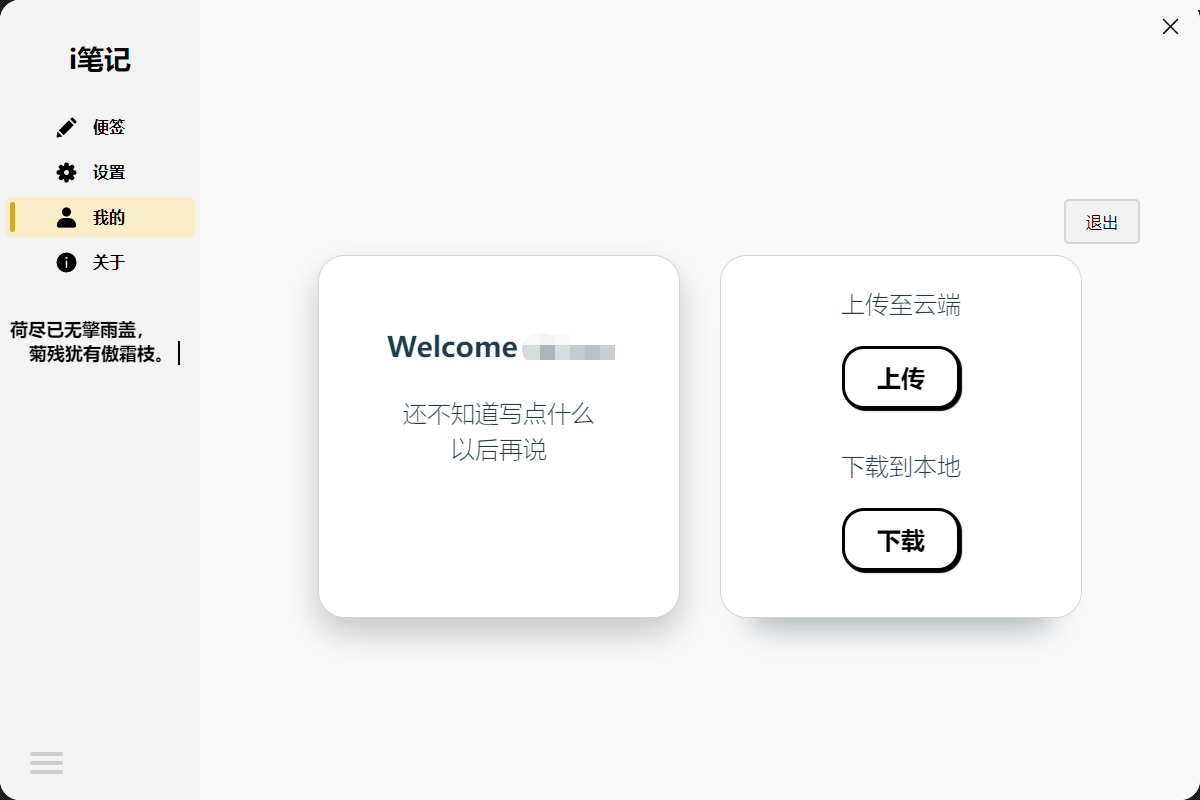 i笔记
便签
设置
我的
关于
荷尽已无擎雨盖，
菊残犹有傲霜枝。
退出
Welcome
还不知道写点什么
以后再说
上传至云端
上传
下载到本地
下载